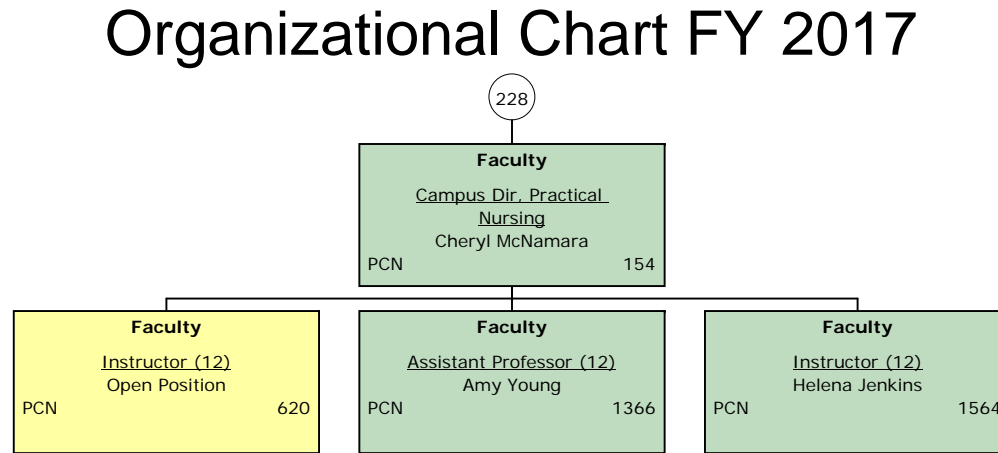 Organizational Chart FY 2017
228
Faculty
Campus Dir, Practical
Nursing
Cheryl McNamara
PCN 154
Faculty
Instructor (12)
Open Position
PCN 620
Faculty
Assistant Professor (12)
Amy Young
PCN 1366
Faculty
Instructor (12)
Helena Jenkins
PCN 1564